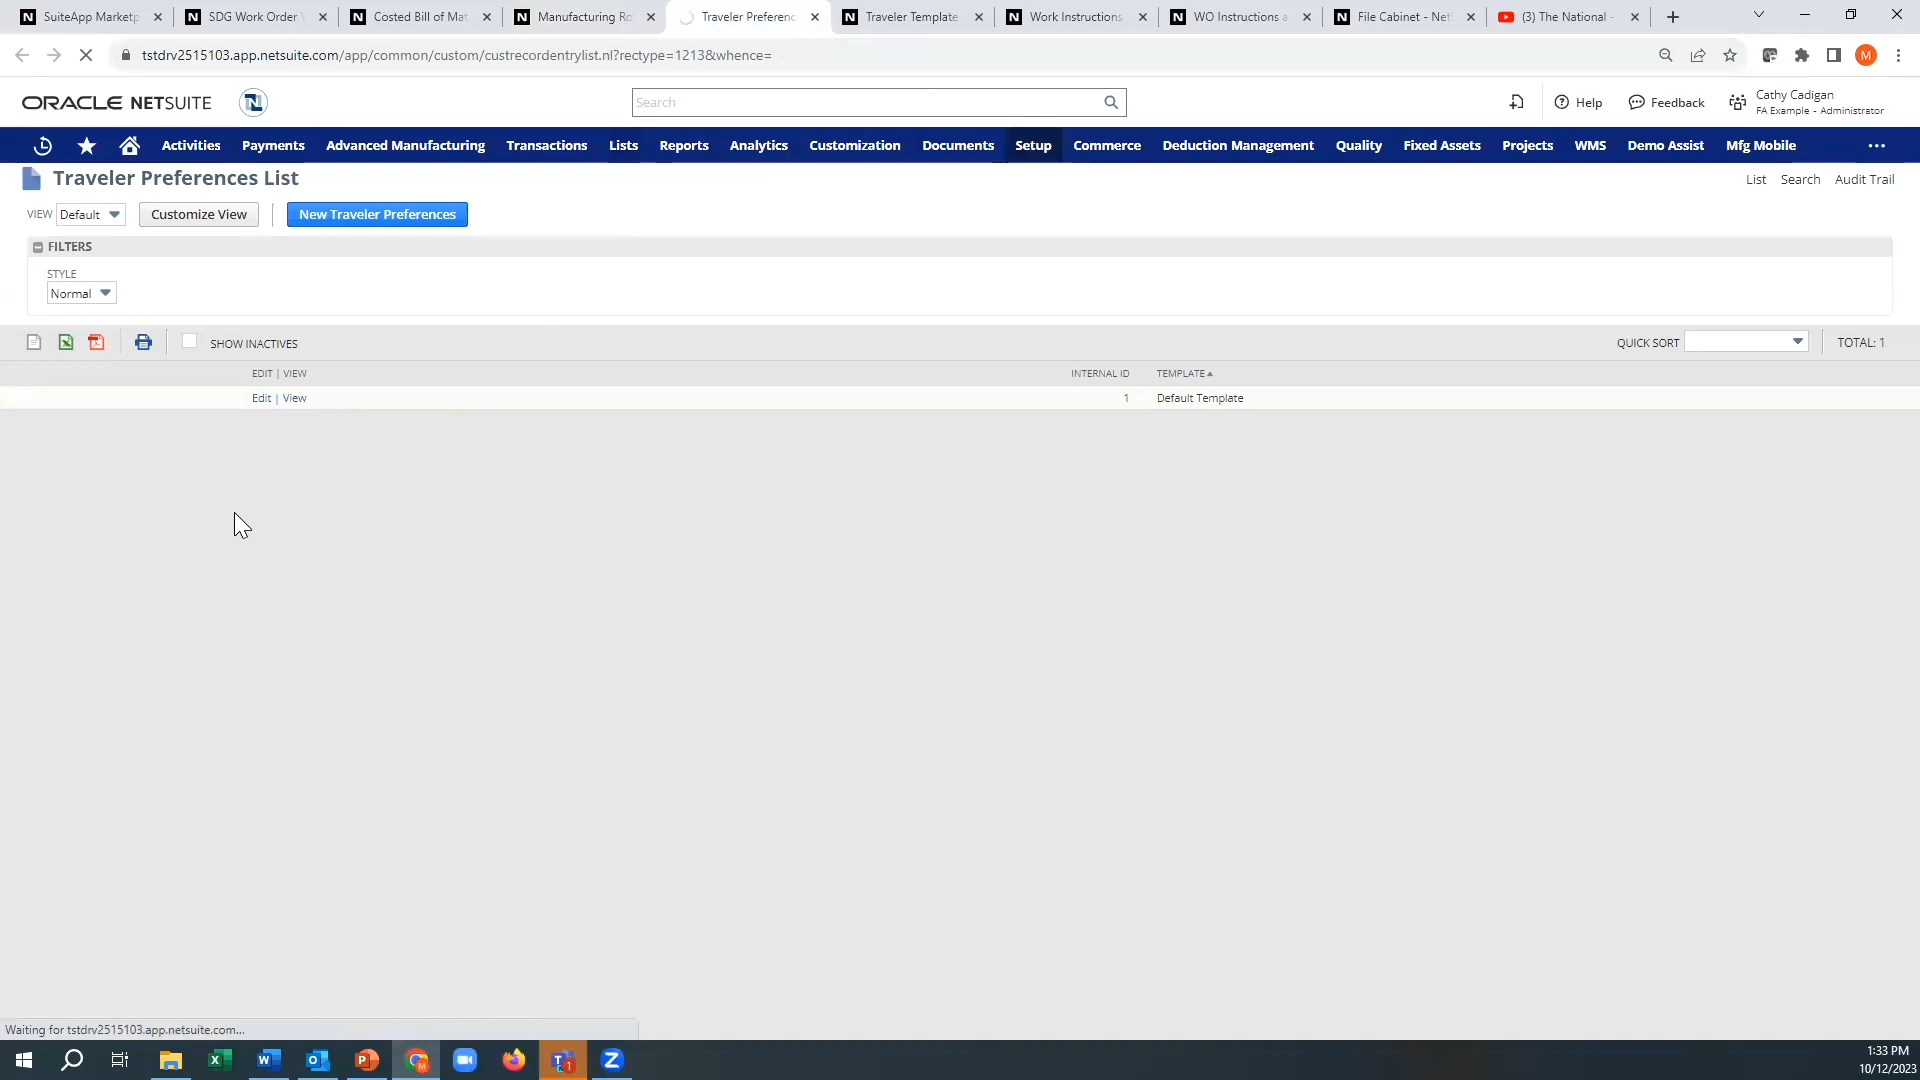 SuiteApp Marketp
SDG Work Order V
Costed Bill of Mat
Manufacturing Ro
Traveler Preferenc
Traveler Template
Work Instructions
WO Instructions a
File Cabinet - Net
(3) The National -
tstdrv2515103.app.netsuite.com/app/common/custom/custrecordentrylist.nl?rectype=1213&whence=
M
ORACLE NETSUITE
Search
Help
Feedback
Cathy Cadigan
FA Example - Administrator
Activities Payments Advanced Manufacturing Transactions Lists Reports Analytics Customization Documents Setup Commerce Deduction Management Quality Fixed Assets Projects WMS Demo Assist Mfg Mobile
Traveler Preferences List
List Search Audit Trail
VIEW Default Customize View New Traveler Preferences
FILTERS
STYLE
Normal
SHOW INACTIVES
QUICK SORT
TOTAL: 1
EDIT | VIEW INTERNAL ID TEMPLATE
Edit | View 1 Default Template
Waiting for tstdrv2515103.app.netsuite.com...
1:33 PM
10/12/2023